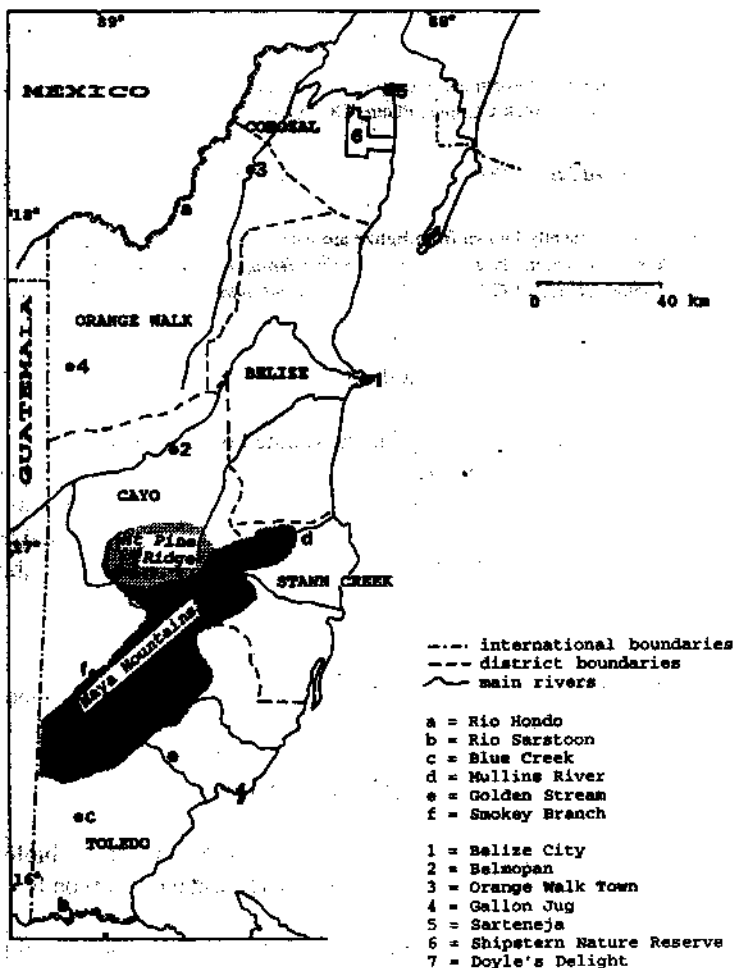 89° 88°
MEXICO
5
COROZAL
6
3
18°
a
0 40 km
GUATEMALA
ORANGE WALK
4
BELIZE
1
2
CAYO
17°
Mt Pine
Ridge
d
STANN CREEK
Maya Mountains
f
e
c
TOLEDO
16°
b
international boundaries
district boundaries
main rivers
a = Rio Hondo
b = Rio Sarstoon
c = Blue Creek
d = Mullins River
e = Golden Stream
f = Smokey Branch
1 = Belize City
2 = Belmopan
3 = Orange Walk Town
4 = Gallon Jug
5 = Sarteneja
6 = Shipstern Nature Reserve
7 = Doyle's Delight